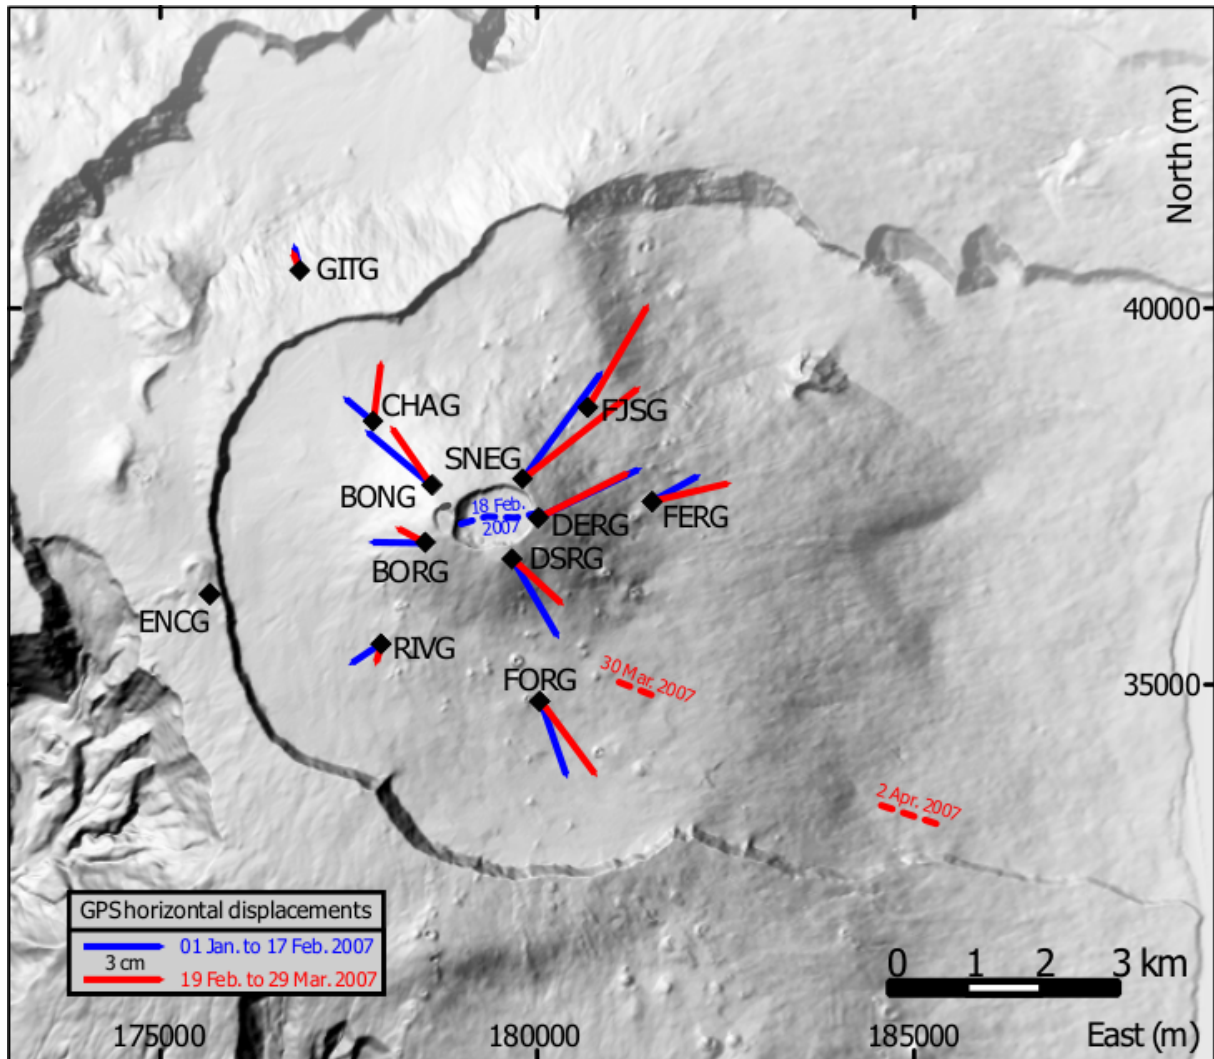 North (m)
GITG
40000
CHAG
FJSG
SNEG
BONG
18 Feb.
2007
DERG
FERG
BORG
DSRG
ENCG
RIVG
30 Mar. 2007
FORG
35000
2 Apr. 2007
GPS horizontal displacements
01 Jan. to 17 Feb. 2007
3 cm
19 Feb. to 29 Mar. 2007
0 1 2 3 km
175000 180000 185000 East (m)